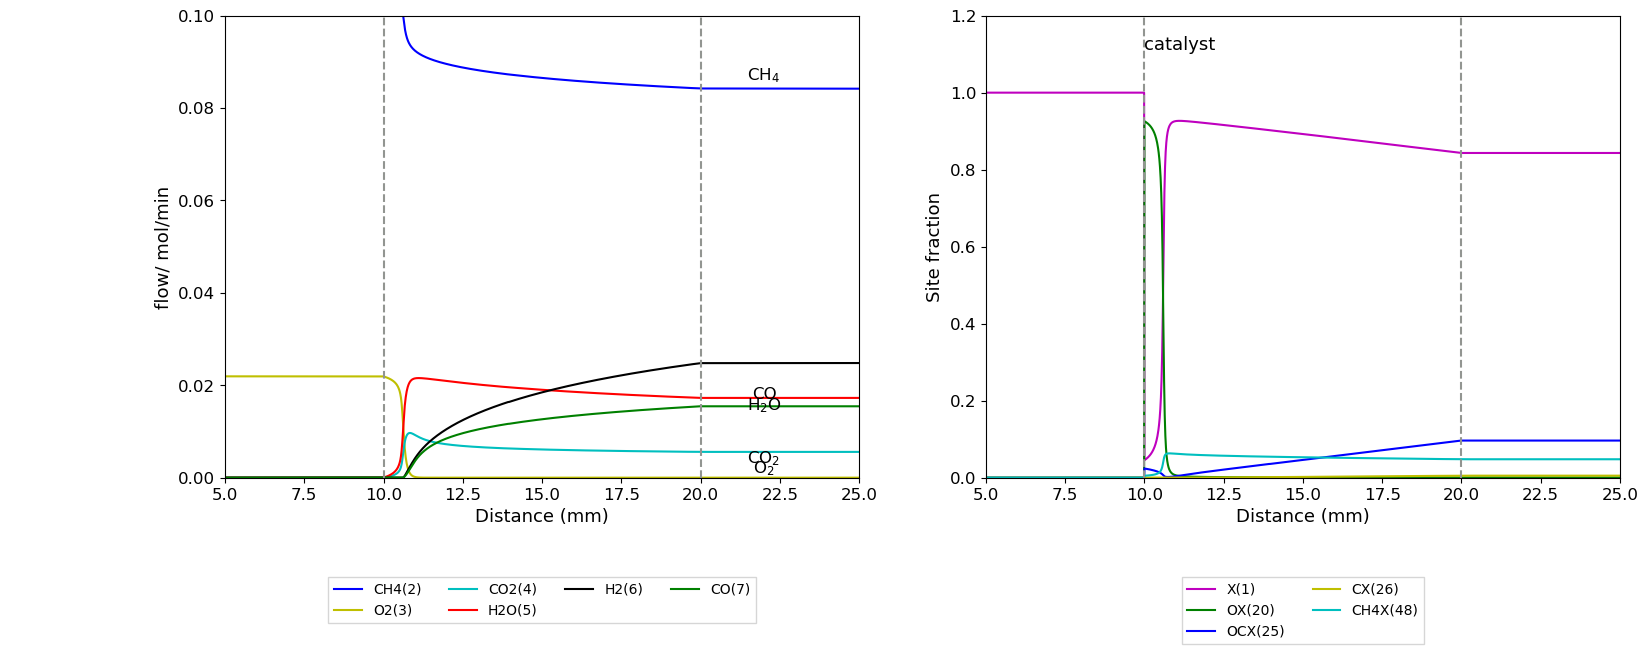 0.10
0.08
0.06
0.04
0.02
0.00
flow/ mol/min
CH4
CO
H2O
CO2
O2
5.0 7.5 10.0 12.5 15.0 17.5 20.0 22.5 25.0
Distance (mm)
CH4(2) CO2(4) H2(6) CO(7)
O2(3) H2O(5)
1.2
1.0
0.8
0.6
0.4
0.2
0.0
Site fraction
catalyst
5.0 7.5 10.0 12.5 15.0 17.5 20.0 22.5 25.0
Distance (mm)
X(1) CX(26)
OX(20) CH4X(48)
OCX(25)